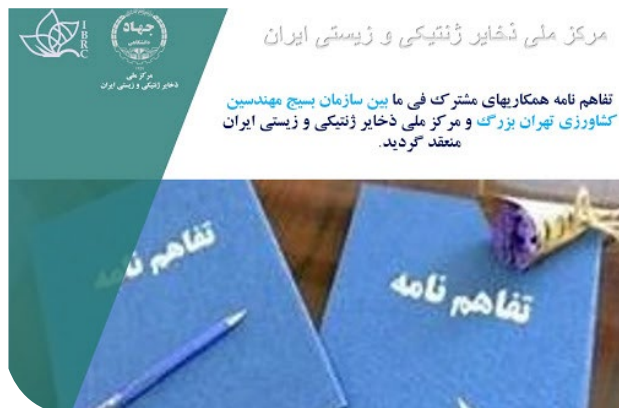 مرکز ملی ذخایر ژنتیکی و زیستی ایران
IBRC
جهاد
دانشگاهی
مرکز ملی
ذخایر ژنتیکی و زیستی ایران
تفاهم نامه همکاریهای مشترک فی ما بین سازمان بسیج مهندسین
کشاورزی تهران بزرگ و مرکز ملی ذخایر ژنتیکی و زیستی ایران
منعقد گردید.
تفاهم نامه
تفاهم نامه